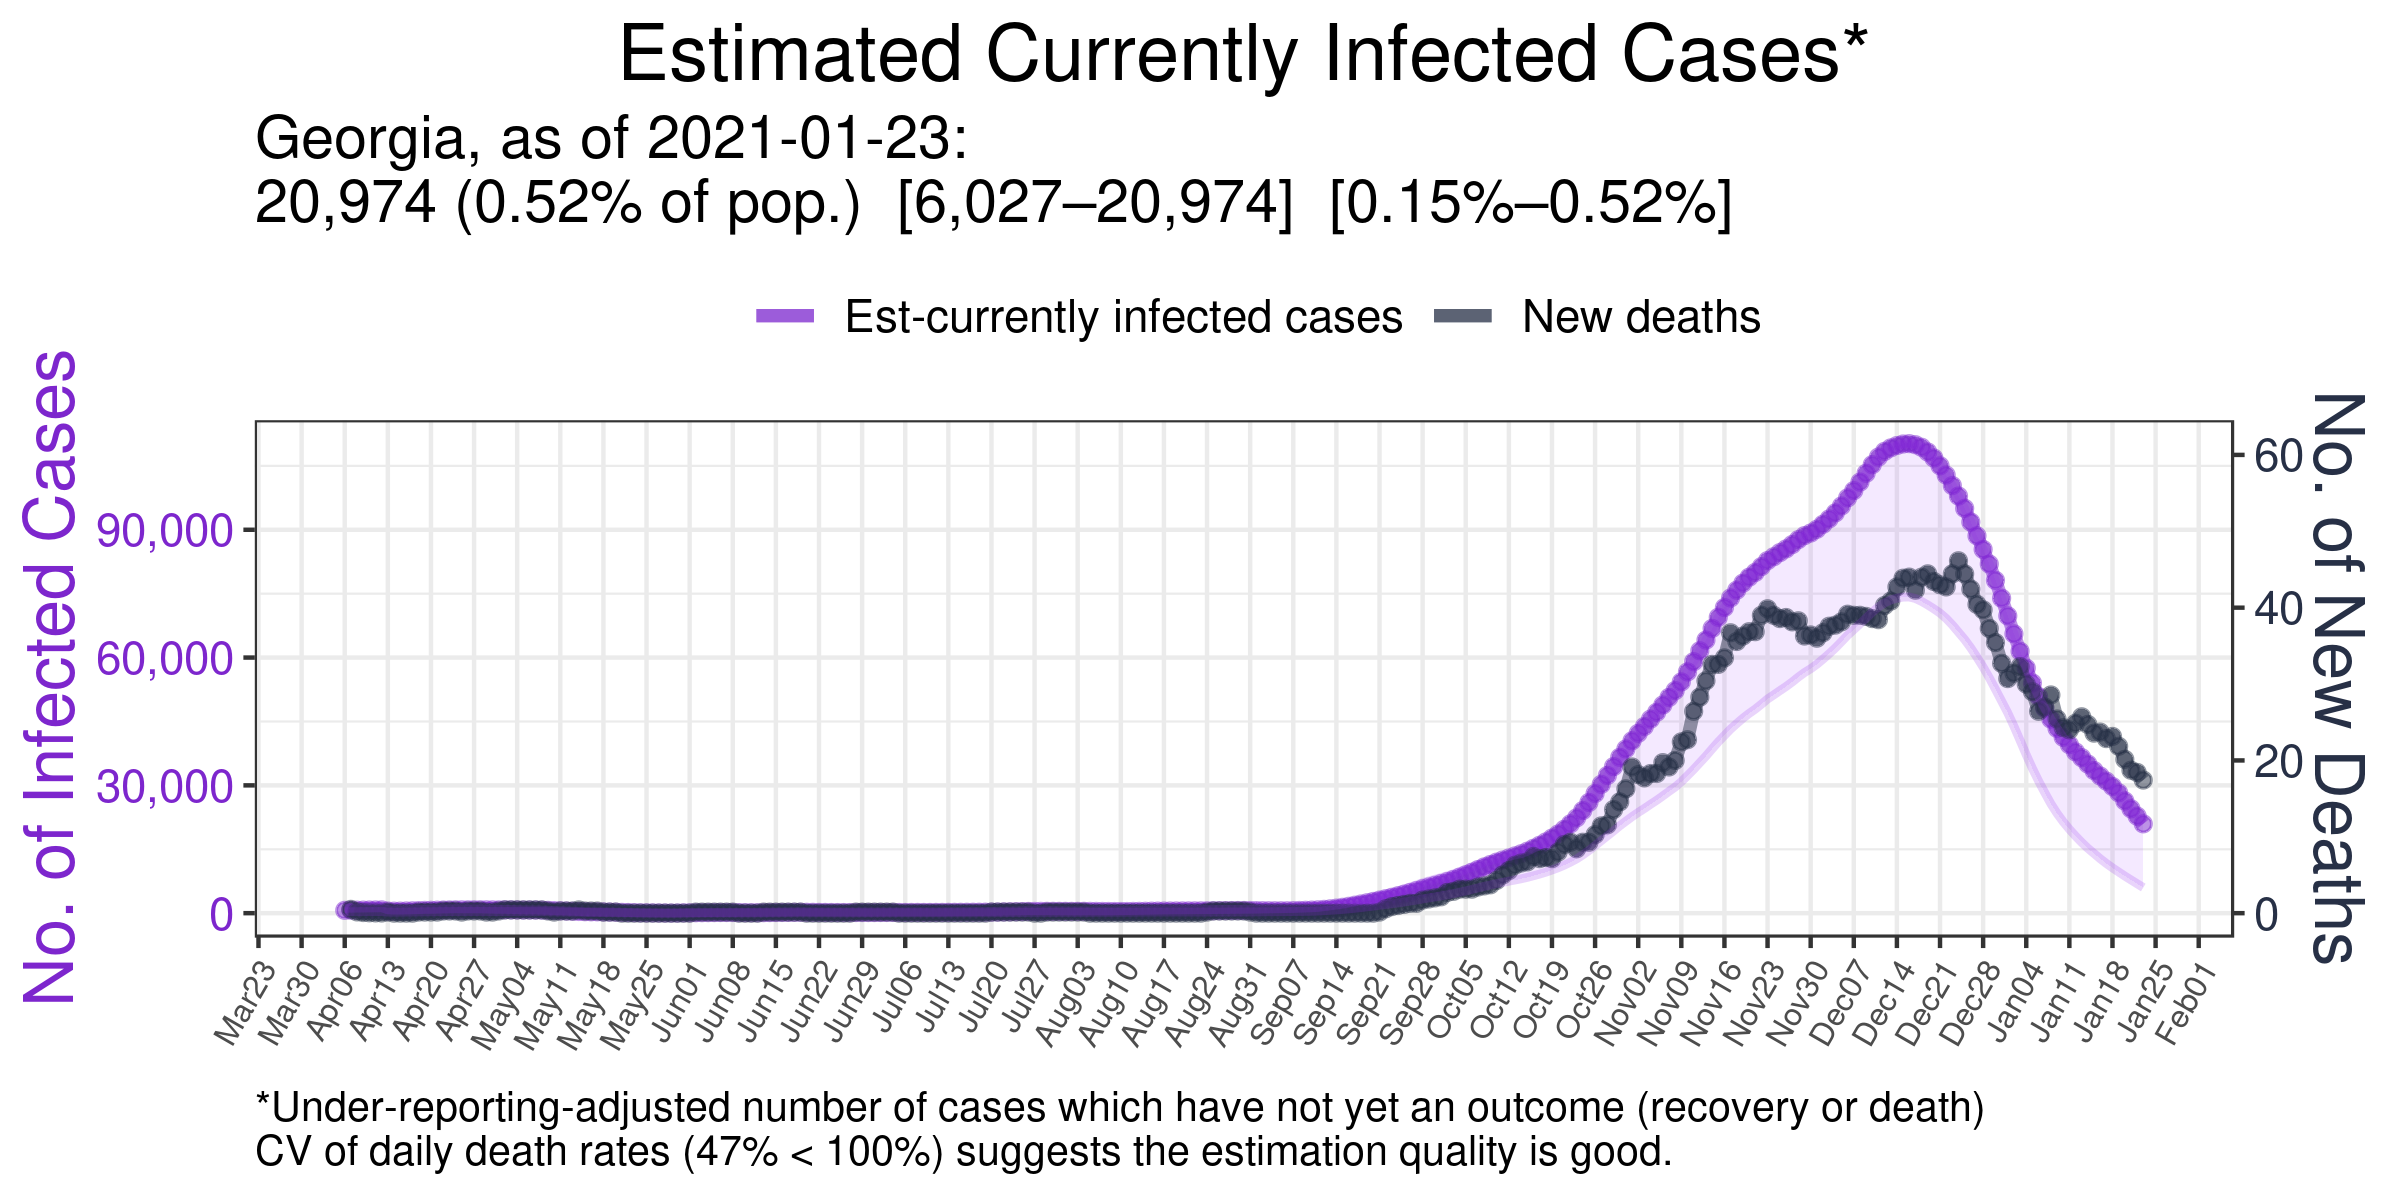 Estimated Currently Infected Cases*
Georgia, as of 2021-01-23:
20,974 (0.52% of pop.) [6,027–20,974] [0.15%–0.52%]
Est-currently infected cases New deaths
No. of Infected Cases
90,000
60,000
30,000
0
60
40
20
0
No. of New Deaths
Mar23 Mar30 Apr06 Apr13 Apr20 Apr27 May04 May11 May18 May25 Jun01 Jun08 Jun15 Jun22 Jun29 Jul06 Jul13 Jul20 Jul27 Aug03 Aug10 Aug17 Aug24 Aug31 Sep07 Sep14 Sep21 Sep28 Oct05 Oct12 Oct19 Oct26 Nov02 Nov09 Nov16 Nov23 Nov30 Dec07 Dec14 Dec21 Dec28 Jan04 Jan11 Jan18 Jan25 Feb01
*Under-reporting-adjusted number of cases which have not yet an outcome (recovery or death)
CV of daily death rates (47% < 100%) suggests the estimation quality is good.